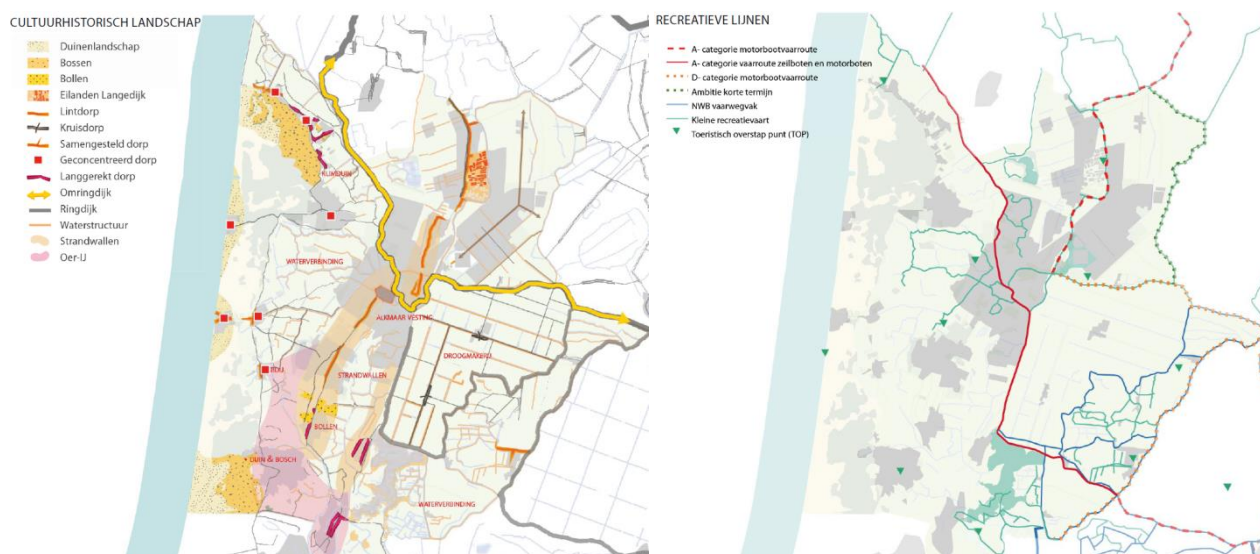 CULTUURHISTORISCH LANDSCHAP
Duinenlandschap
Bossen
Bollen
Eilanden Langedijk
Lintdorp
Kruisdorp
Samengesteld dorp
Geconcentreerd dorp
Langgerekt dorp
Omringdijk
Ringdijk
Waterstructuur
Strandwallen
Oer-IJ
WATERVERBINDING
ALKMAAR VESTING
DROOGMAKERIJ
STRANDWALLEN
BOLLEN
DUIN & BOSCH
WATERVERBINDING
RECREATIEVE LIJNEN
A- categorie motorbootvaarroute
A- categorie vaarroute zeilboten en motorboten
D- categorie motorbootvaarroute
Ambitie korte termijn
NWB vaarwegvak
Kleine recreatievaart
Toeristisch overstap punt (TOP)